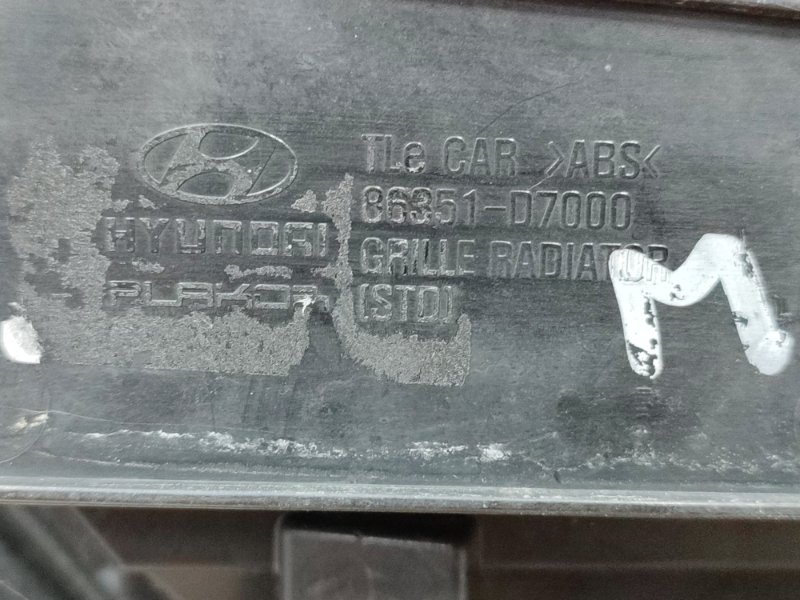 TLe CAR >ABS<
86351-D7000
HYUNDAI
GRILLE RADIATOR
PLAKOR
(STD)
M